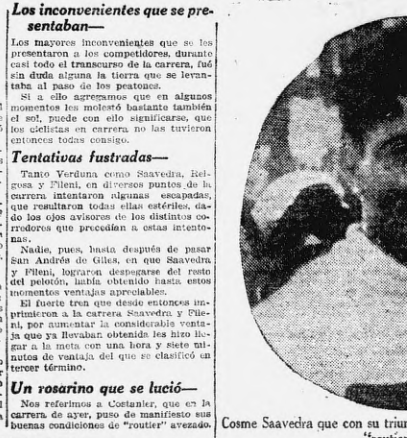 Los inconvenientes que se pre-
sentaban—
Los mayores inconvenientes que se les
presentaron a los competidores, durante
casi todo el transcurso de la carrera, fué
sin duda alguna la tierra que se levan-
taba al paso de los peatones.
Si a ello agregamos que en algunos
momentos les molestó bastante también
el sol, puede con ello significarse, que
los ciclistas en carrera no las tuvieron
entonces todas consigo.
Tentativas fustradas—
Tanto Verduna como Saavedra, Rei-
gosa y Fileni, en diversos puntos de la
carrera intentaron algunas escapadas,
que resultaron todas ellas estériles, da-
do los ojos avisores de los distintos co-
rredores que precedían a estas intento-
nas.
Nadie, pues, hasta después de pasar
San Andrés de Giles, en que Saavedra
y Fileni, lograron despegarse del resto
del pelotón, había obtenido hasta estos
momentos ventajas apreciables.
El fuerte tren que desde entonces im-
primieron a la carrera Saavedra y File-
ni, por aumentar la considerable venta-
ja que ya llevaban obtenida les hizo lle-
gar a la meta con una hora y siete mi-
nutos de ventaja del que se clasificó en
tercer término.
Un rosarino que se lució—
Nos referimos a Costanier, que en la
carrera de ayer, puso de manifiesto sus
buenas condiciones de "routier" avezado.
Cosme Saavedra que con su triun
"routier